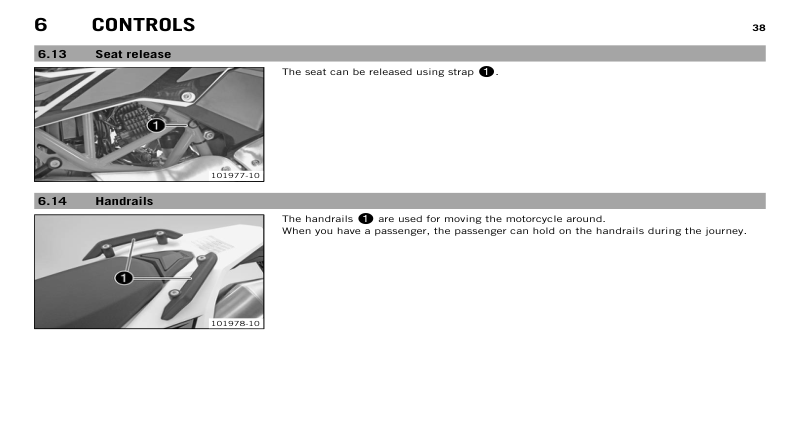 6 CONTROLS 38
6.13 Seat release
The seat can be released using strap 1.
1
101977-10
6.14 Handrails
The handrails 1 are used for moving the motorcycle around.
When you have a passenger, the passenger can hold on the handrails during the journey.
1
101978-10